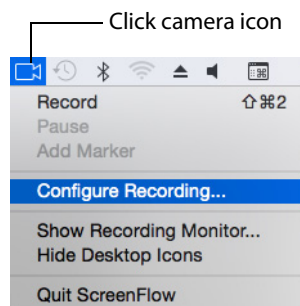 Click camera icon
Record ⇧⌘2
Pause
Add Marker
Configure Recording...
Show Recording Monitor...
Hide Desktop Icons
Quit ScreenFlow